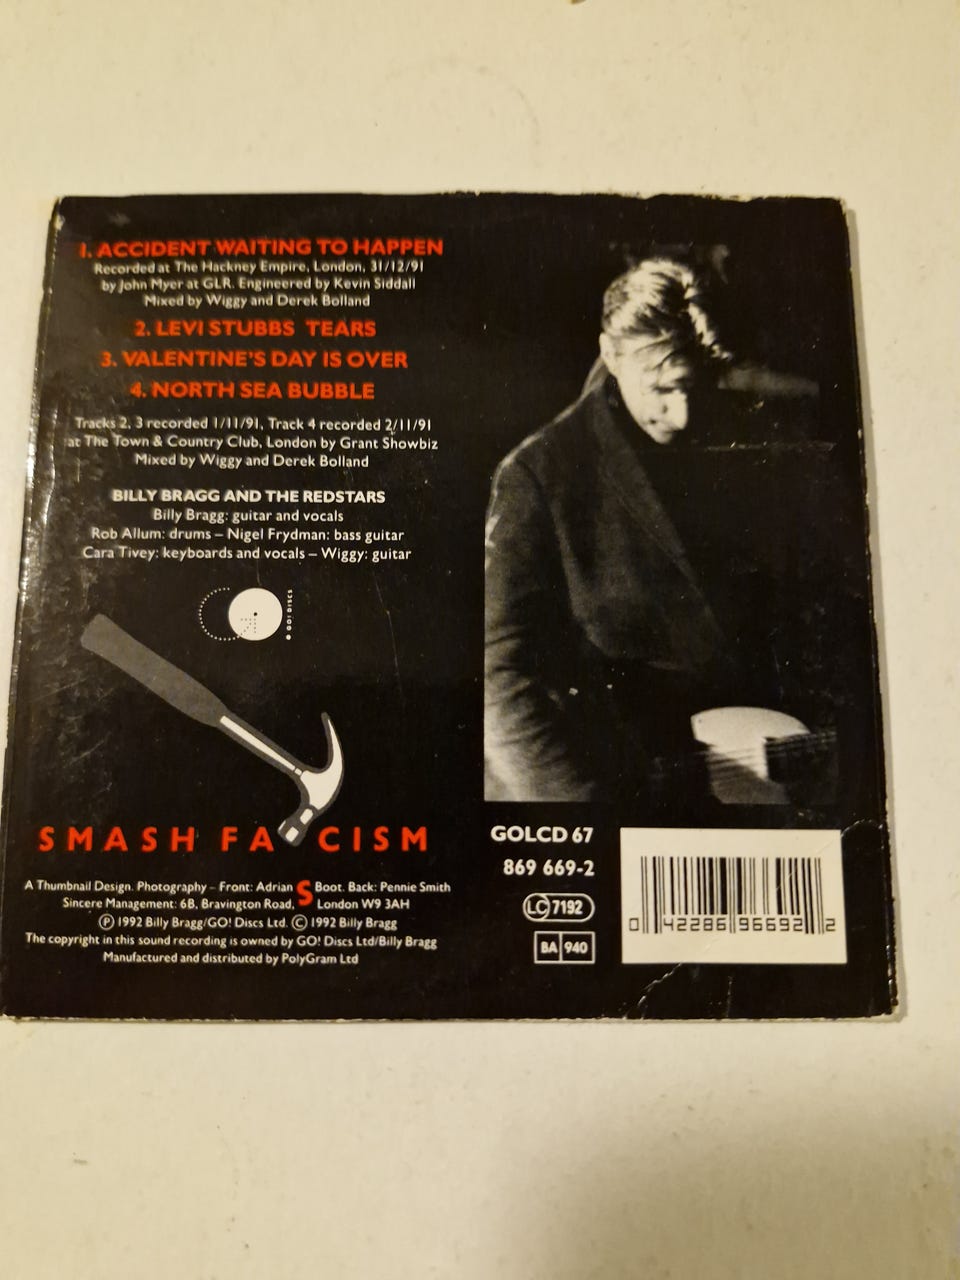 1. ACCIDENT WAITING TO HAPPEN
Recorded at The Hackney Empire, London, 31/12/91
by John Myer at GLR. Engineered by Kevin Siddall
Mixed by Wiggy and Derek Bolland
2. LEVI STUBBS TEARS
3. VALENTINE'S DAY IS OVER
4. NORTH SEA BUBBLE
Tracks 2, 3 recorded 1/11/91, Track 4 recorded 2/11/91
at The Town & Country Club, London by Grant Showbiz
Mixed by Wiggy and Derek Bolland
BILLY BRAGG AND THE REDSTARS
Billy Bragg: guitar and vocals
Rob Allum: drums – Nigel Frydman: bass guitar
Cara Tivey: keyboards and vocals – Wiggy: guitar
GO! DISCS
SMASH FA CISM
S
A Thumbnail Design. Photography – Front: Adrian Boot. Back: Pennie Smith
Sincere Management: 6B, Bravington Road, London W9 3AH
Ⓟ 1992 Billy Bragg/GO! Discs Ltd. © 1992 Billy Bragg
The copyright in this sound recording is owned by GO! Discs Ltd/Billy Bragg
Manufactured and distributed by PolyGram Ltd
GOLCD 67
869 669-2
LC 7192
BA 940
0 42286 96692 2